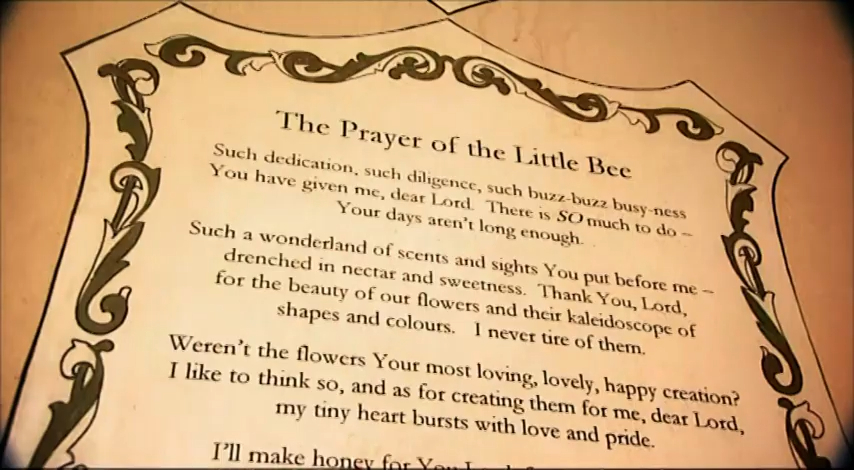 The Prayer of the Little Bee
Such dedication, such diligence, such buzz-buzz busy-ness
You have given me, dear Lord. There is SO much to do –
Your days aren't long enough.
Such a wonderland of scents and sights You put before me –
drenched in nectar and sweetness. Thank You, Lord,
for the beauty of our flowers and their kaleidoscope of
shapes and colours. I never tire of them.
Weren't the flowers Your most loving, lovely, happy creation?
I like to think so, and as for creating them for me, dear Lord,
my tiny heart bursts with love and pride.
I'll make honey for You